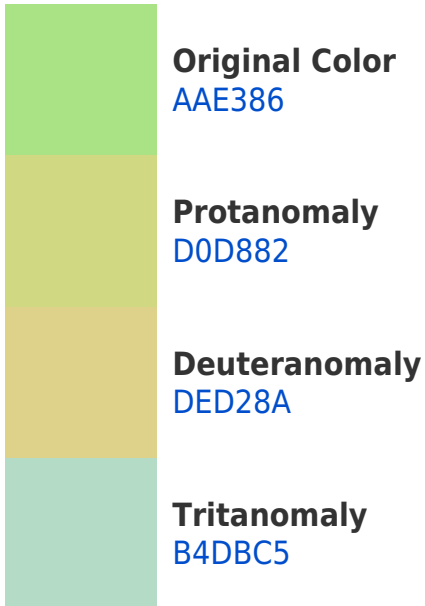 Original Color
AAE386
Protanomaly
D0D882
Deuteranomaly
DED28A
Tritanomaly
B4DBC5